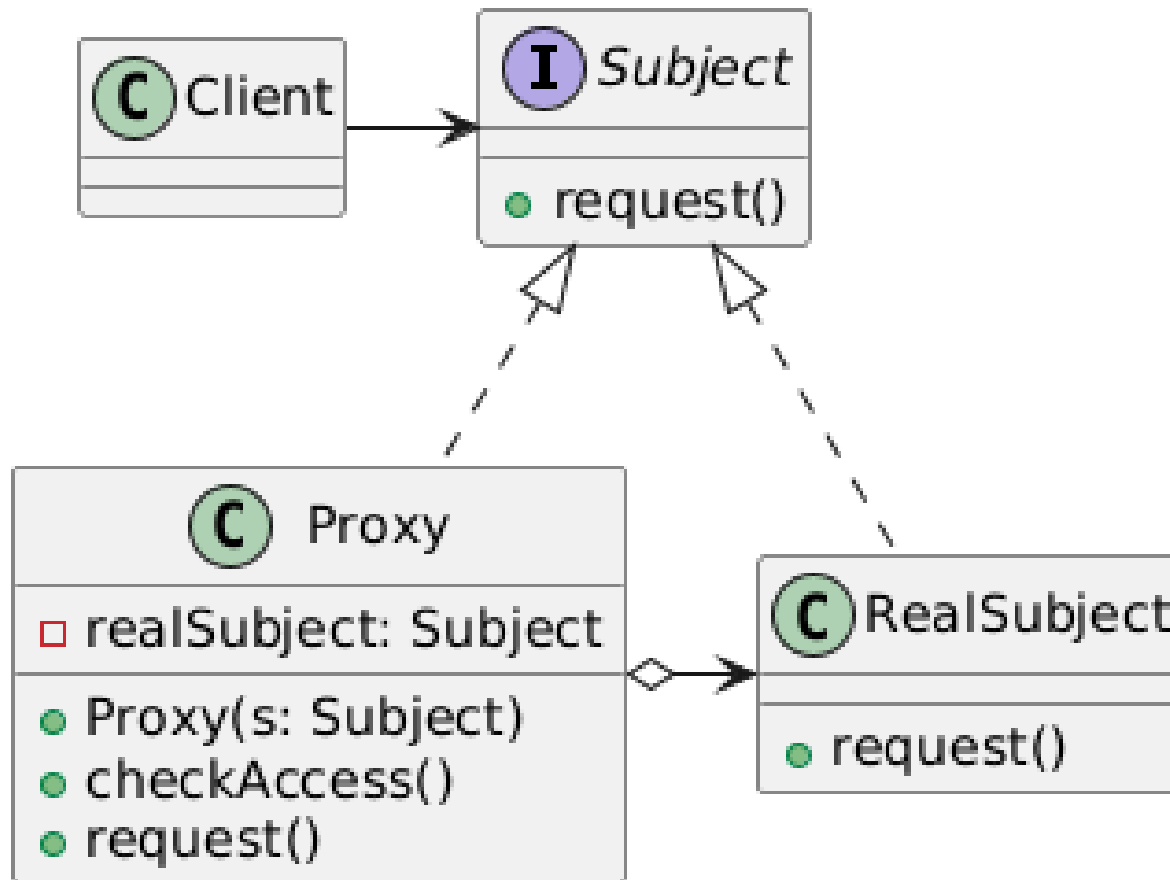 C Client
I Subject
request()
C Proxy
realSubject: Subject
Proxy(s: Subject)
checkAccess()
request()
C RealSubject
request()